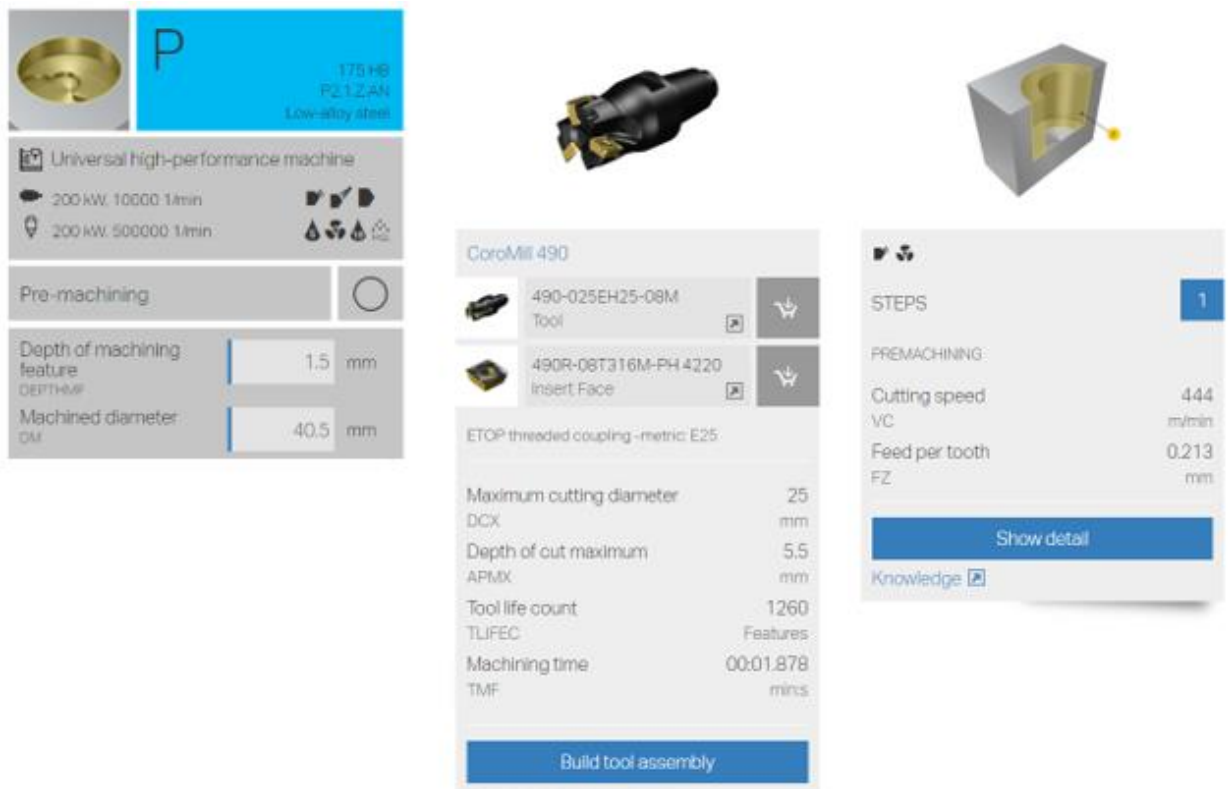 P
175 HB
P2.1.Z.AN
Low-alloy steel
Universal high-performance machine
200 kW. 10000 1/min
200 kW. 500000 1/min
Pre-machining
Depth of machining feature
DEPTHMF
1.5 mm
Machined diameter
DM
40.5 mm
CoroMill 490
490-025EH25-08M
Tool
490R-08T316M-PH 4220
Insert Face
ETOP threaded coupling -metric: E25
Maximum cutting diameter 25
DCX mm
Depth of cut maximum 5.5
APMX mm
Tool life count 1260
TLIFEC Features
Machining time 00:01.878
TMF min:s
Build tool assembly
STEPS 1
PREMACHINING
Cutting speed 444
VC m/min
Feed per tooth 0.213
FZ mm
Show detail
Knowledge